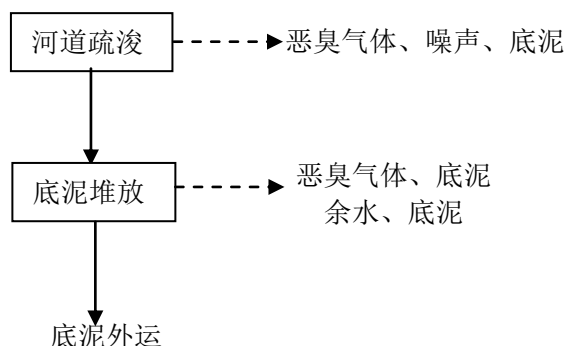 河道疏浚
恶臭气体、噪声、底泥
底泥堆放
恶臭气体、底泥
余水、底泥
底泥外运